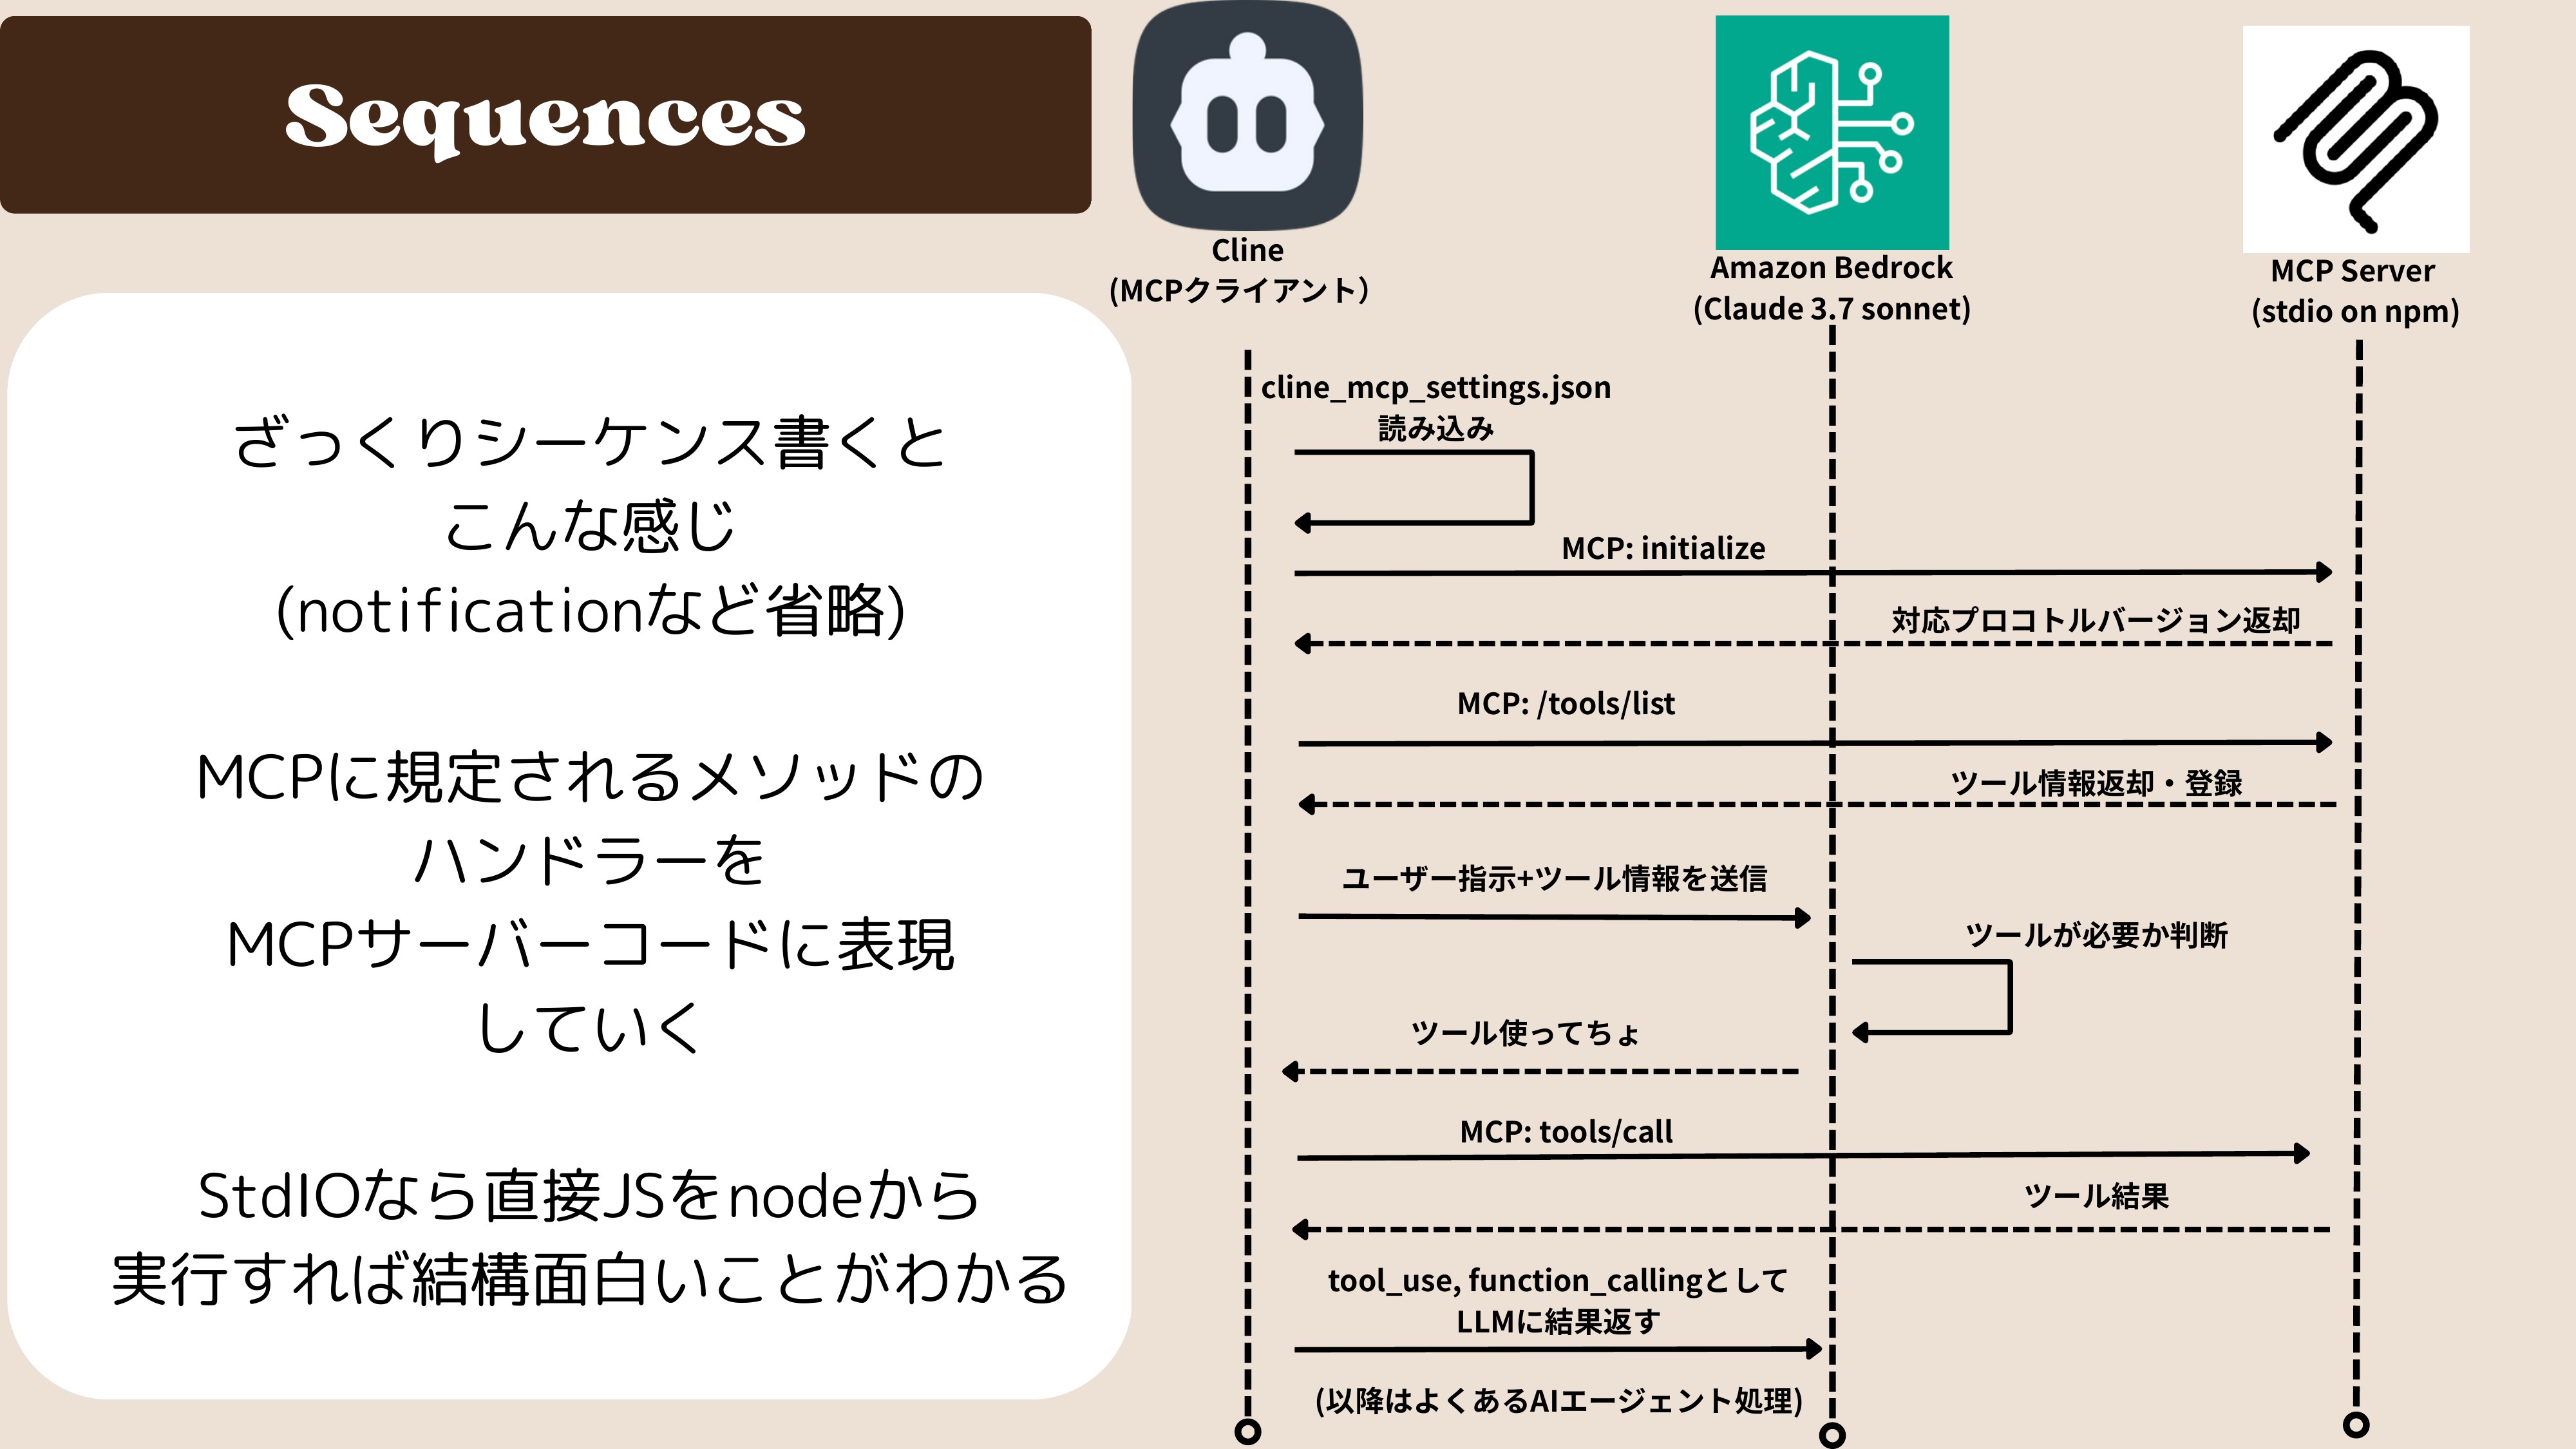 Sequences
ざっくりシーケンス書くと
こんな感じ
(notificationなど省略)
MCPに規定されるメソッドの
ハンドラーを
MCPサーバーコードに表現
していく
StdIOなら直接JSをnodeから
実行すれば結構面白いことがわかる
Cline
(MCPクライアント）
Amazon Bedrock
(Claude 3.7 sonnet)
MCP Server
(stdio on npm)
cline_mcp_settings.json
読み込み
MCP: initialize
対応プロコトルバージョン返却
MCP: /tools/list
ツール情報返却・登録
ユーザー指示+ツール情報を送信
ツールが必要か判断
ツール使ってちょ
MCP: tools/call
ツール結果
tool_use, function_callingとして
LLMに結果返す
(以降はよくあるAIエージェント処理)